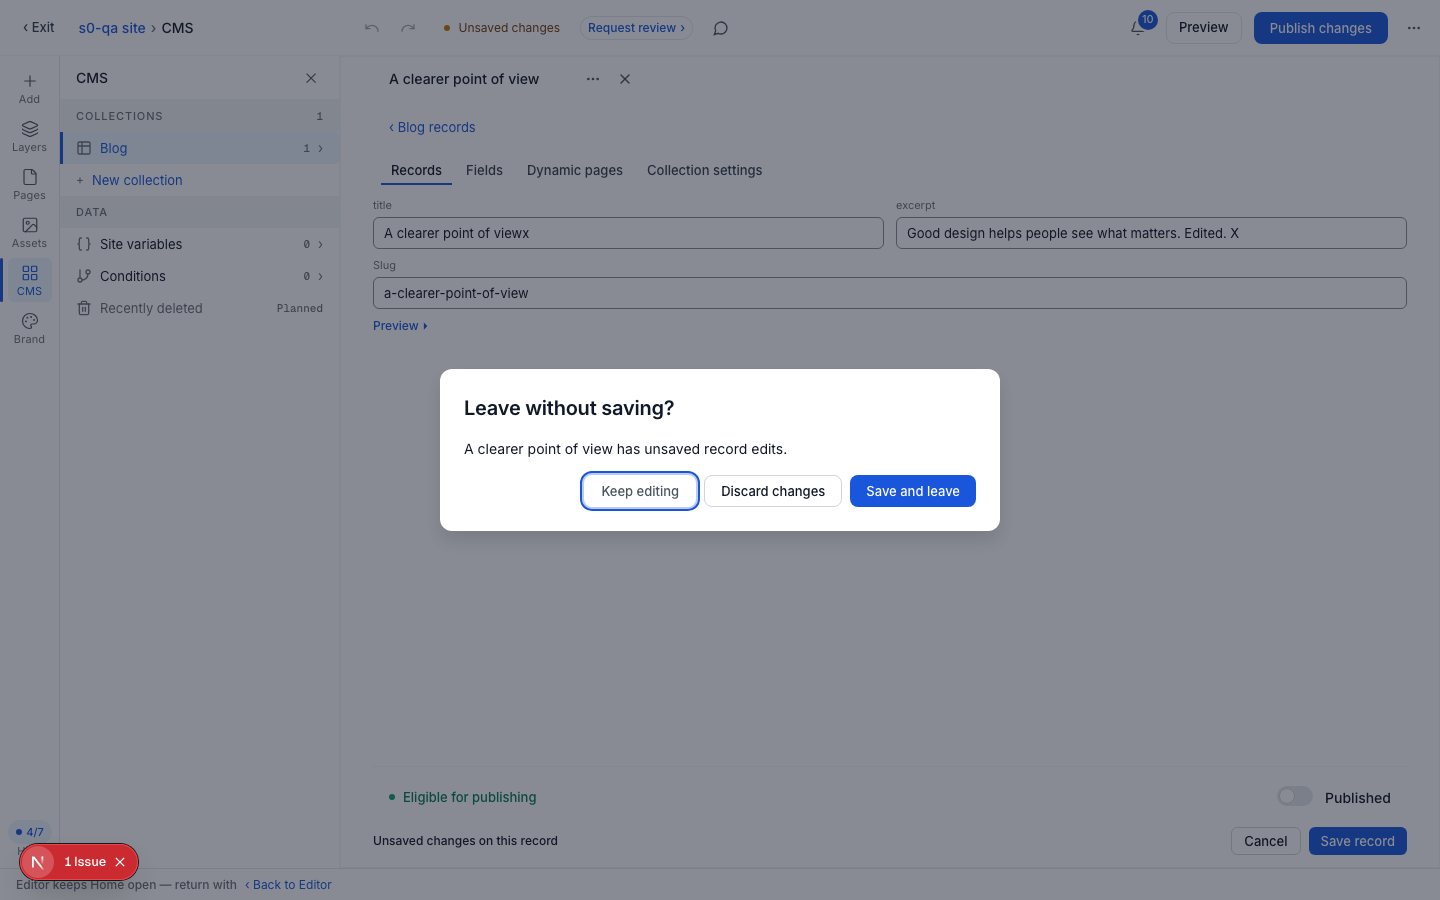 ‹ Exit
s0-qa site › CMS
Unsaved changes
Request review ›
10
Preview
Publish changes
Add
Layers
Pages
Assets
CMS
Brand
CMS
COLLECTIONS 1
Blog 1 ›
+ New collection
DATA
Site variables 0 ›
Conditions 0 ›
Recently deleted Planned
A clearer point of view
‹ Blog records
Records Fields Dynamic pages Collection settings
title
A clearer point of viewx
excerpt
Good design helps people see what matters. Edited. X
Slug
a-clearer-point-of-view
Preview
Leave without saving?
A clearer point of view has unsaved record edits.
Keep editing Discard changes Save and leave
Eligible for publishing
Published
Unsaved changes on this record
Cancel Save record
4/7
N 1 Issue
Editor keeps Home open — return with ‹ Back to Editor